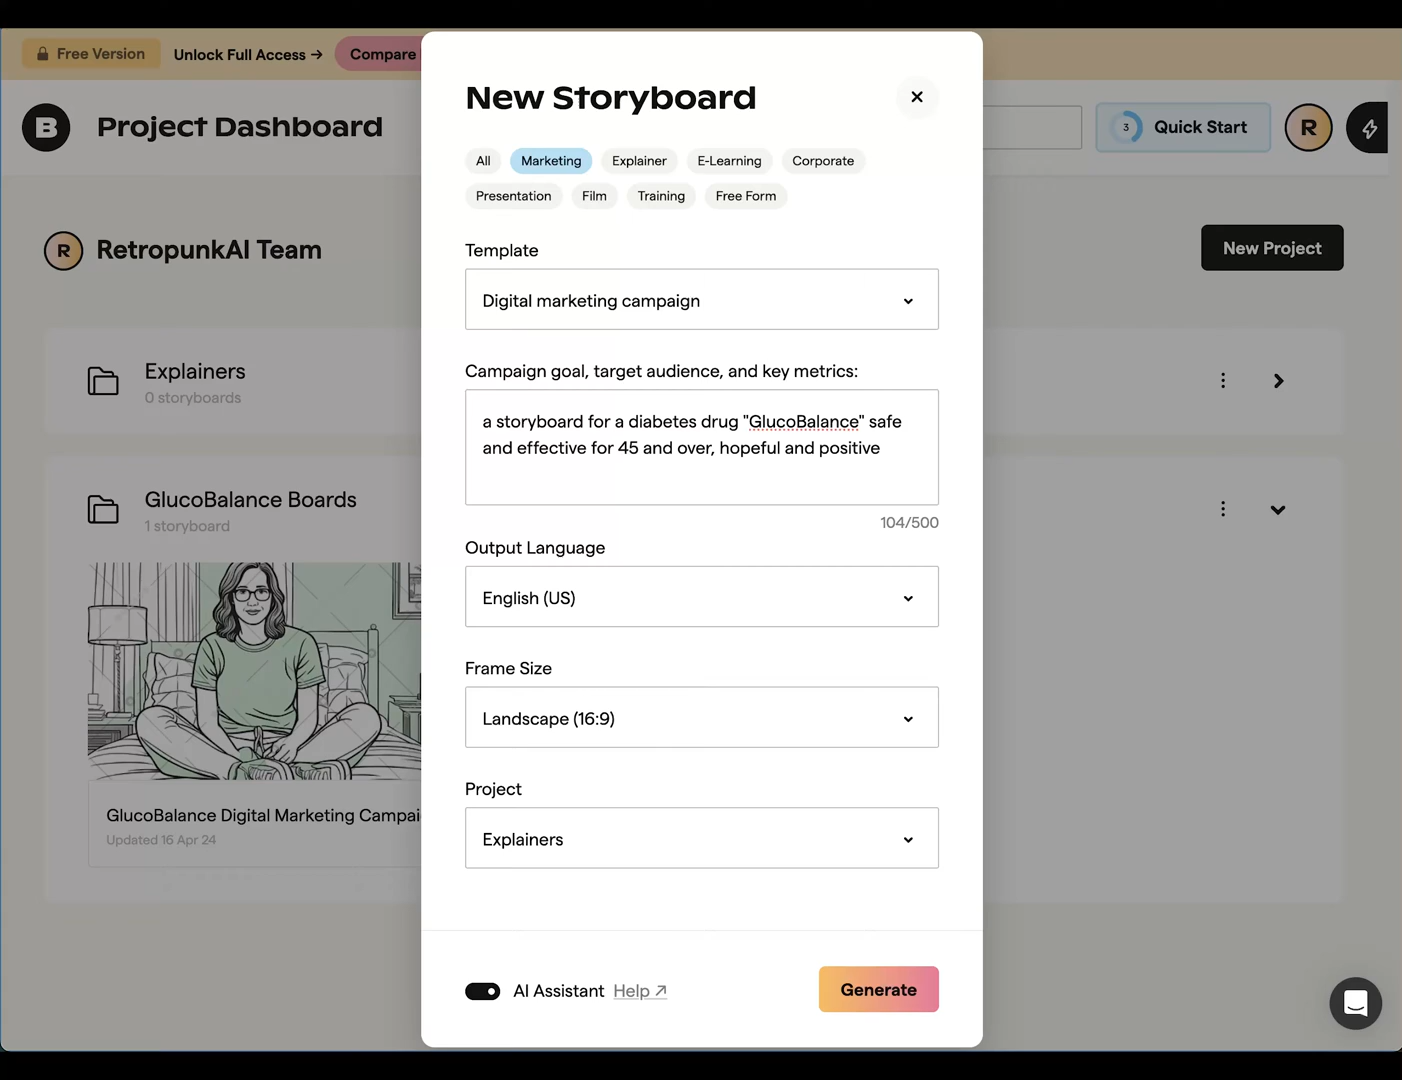 Free Version
Unlock Full Access →
Compare
B
Project Dashboard
3
Quick Start
R
R
RetropunkAI Team
New Project
Explainers
0 storyboards
GlucoBalance Boards
1 storyboard
GlucoBalance Digital Marketing Campai
Updated 16 Apr 24
New Storyboard
All
Marketing
Explainer
E-Learning
Corporate
Presentation
Film
Training
Free Form
Template
Digital marketing campaign
Campaign goal, target audience, and key metrics:
a storyboard for a diabetes drug "GlucoBalance" safe
and effective for 45 and over, hopeful and positive
104/500
Output Language
English (US)
Frame Size
Landscape (16:9)
Project
Explainers
AI Assistant
Help ↗
Generate